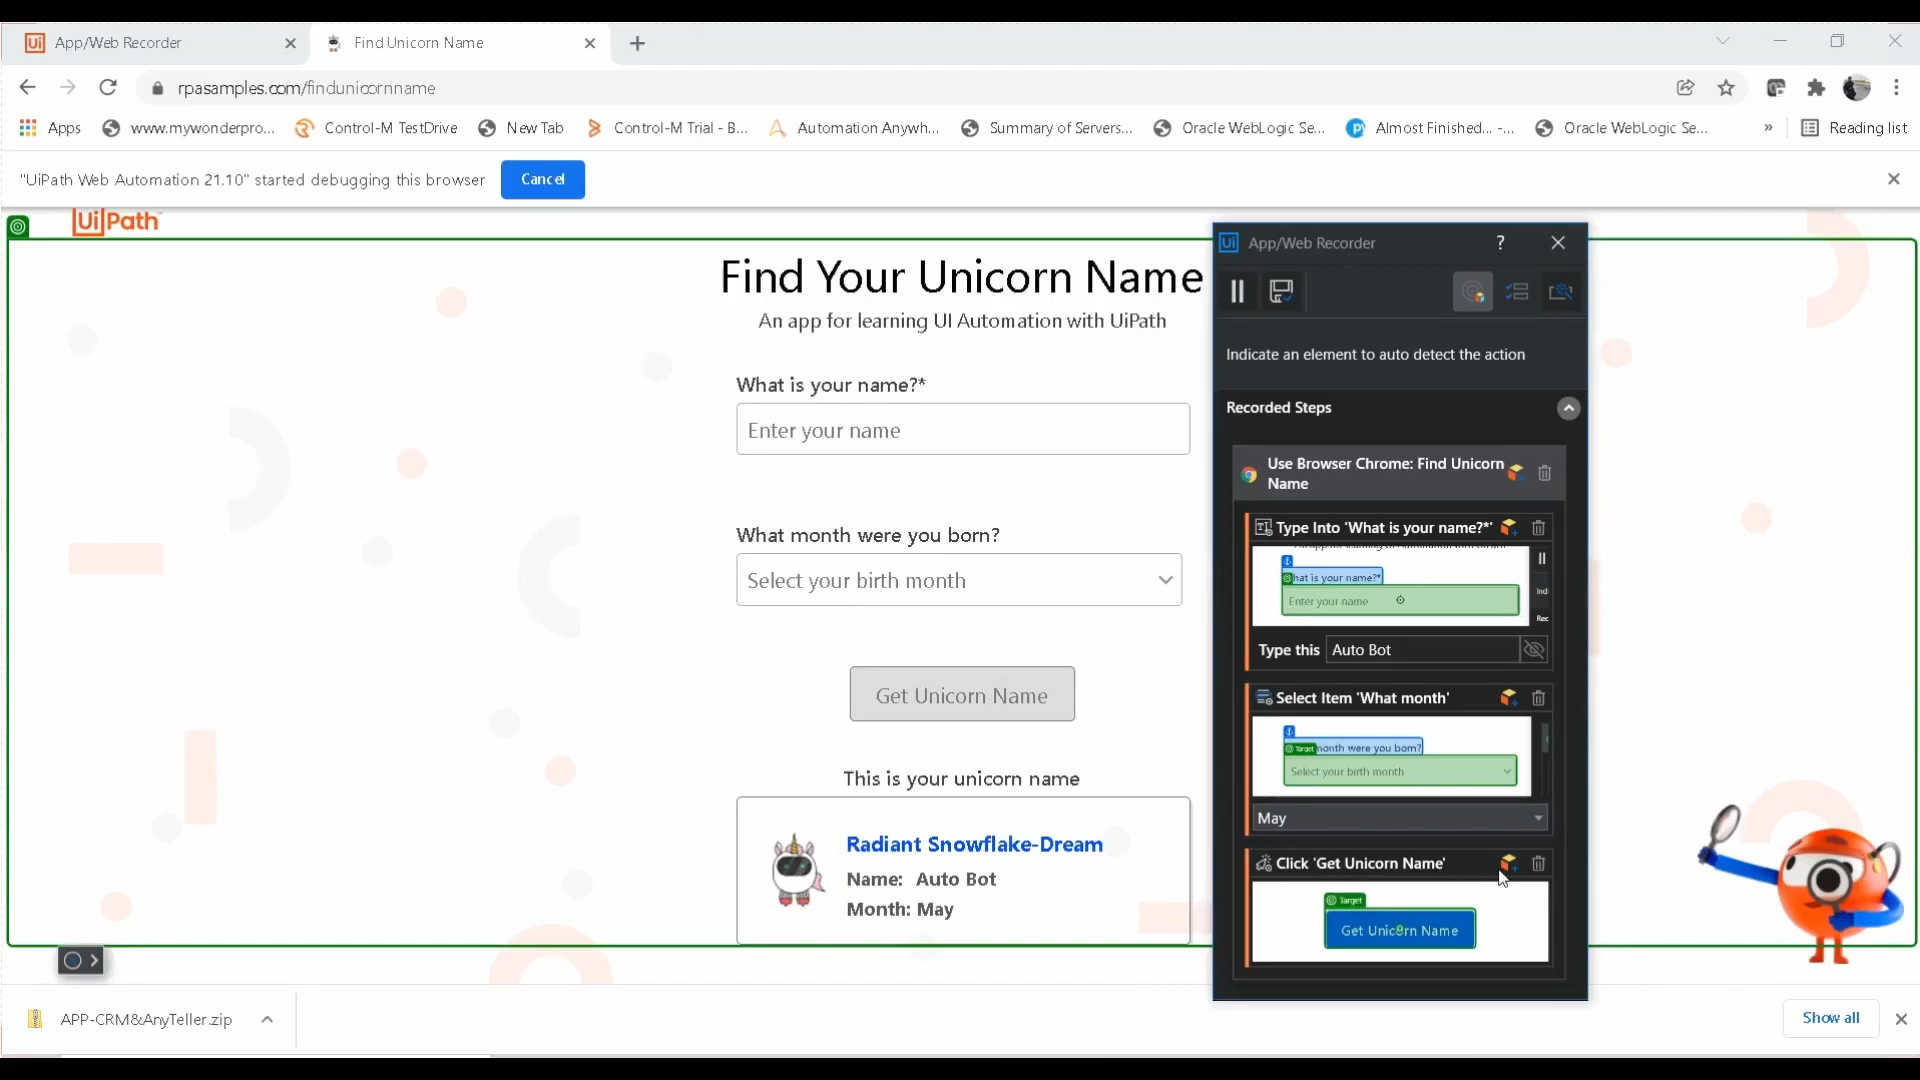 Ui App/Web Recorder
Find Unicorn Name
rpasamples.com/findunicornname
Apps
www.mywonderpro...
Control-M TestDrive
New Tab
Control-M Trial - B...
Automation Anywh...
Summary of Servers...
Oracle WebLogic Se...
Almost Finished... -...
Oracle WebLogic Se...
»
Reading list
"UiPath Web Automation 21.10" started debugging this browser
Cancel
UiPath
Find Your Unicorn Name
An app for learning UI Automation with UiPath
What is your name?*
Enter your name
What month were you born?
Select your birth month
Get Unicorn Name
This is your unicorn name
Radiant Snowflake-Dream
Name: Auto Bot
Month: May
Ui App/Web Recorder
?
Indicate an element to auto detect the action
Recorded Steps
Use Browser Chrome: Find Unicorn
Name
Type Into 'What is your name?*'
hat is your name?*
Enter your name
Ind
Rec
Type this
Auto Bot
Select Item 'What month'
Target
month were you born?
Select your birth month
May
Click 'Get Unicorn Name'
Target
Get Unicorn Name
APP-CRM&AnyTeller.zip
Show all